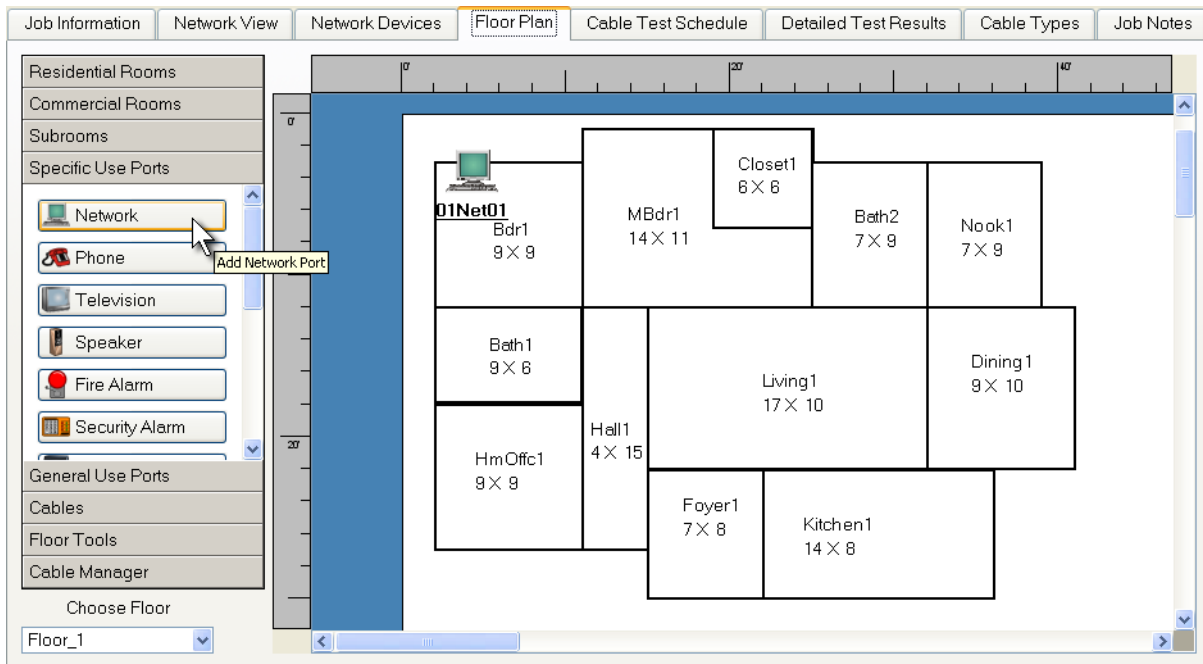 Job Information
Network View
Network Devices
Floor Plan
Cable Test Schedule
Detailed Test Results
Cable Types
Job Notes
Residential Rooms
Commercial Rooms
Subrooms
Specific Use Ports
Network
Phone
Add Network Port
Television
Speaker
Fire Alarm
Security Alarm
General Use Ports
Cables
Floor Tools
Cable Manager
Choose Floor
Floor_1
0'
20'
40'
0'
20'
01Net01
Bdr1
9 X 9
MBdr1
14 X 11
Closet1
6 X 6
Bath2
7 X 9
Nook1
7 X 9
Bath1
9 X 6
Living1
17 X 10
Dining1
9 X 10
Hall1
4 X 15
HmOffc1
9 X 9
Foyer1
7 X 8
Kitchen1
14 X 8